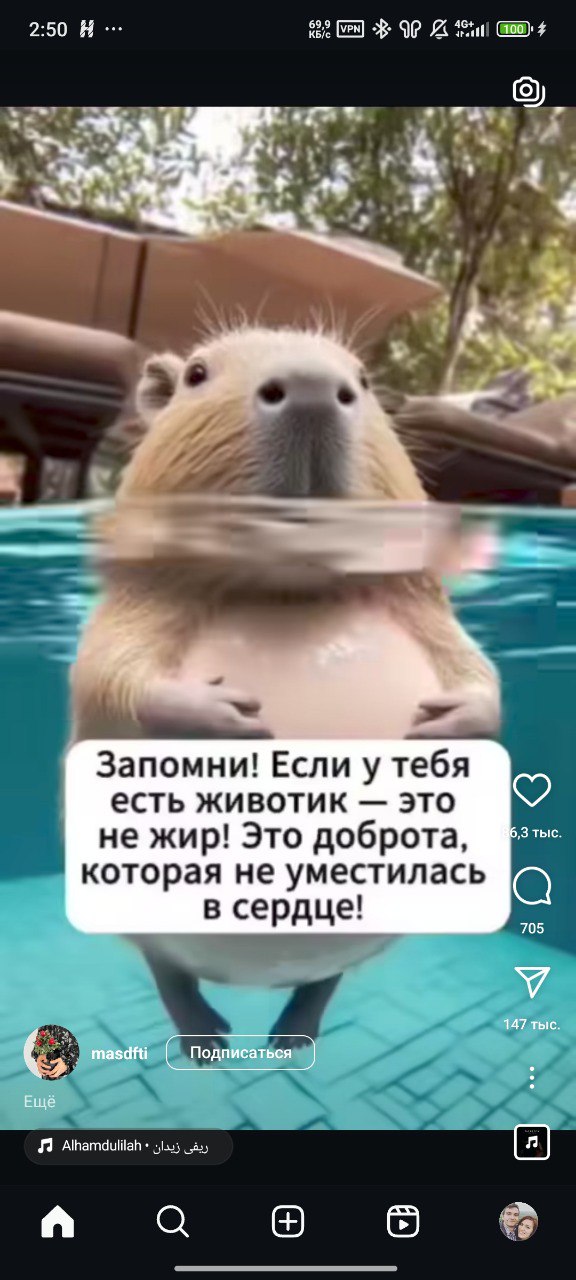 2:50
69,9
КБ/с
VPN
4G+
100
Запомни! Если у тебя
есть животик — это
не жир! Это доброта,
которая не уместилась
в сердце!
6,3 тыс.
705
147 тыс.
masdfti
Подписаться
Ещё
Alhamdulilah • ريفى زيدان